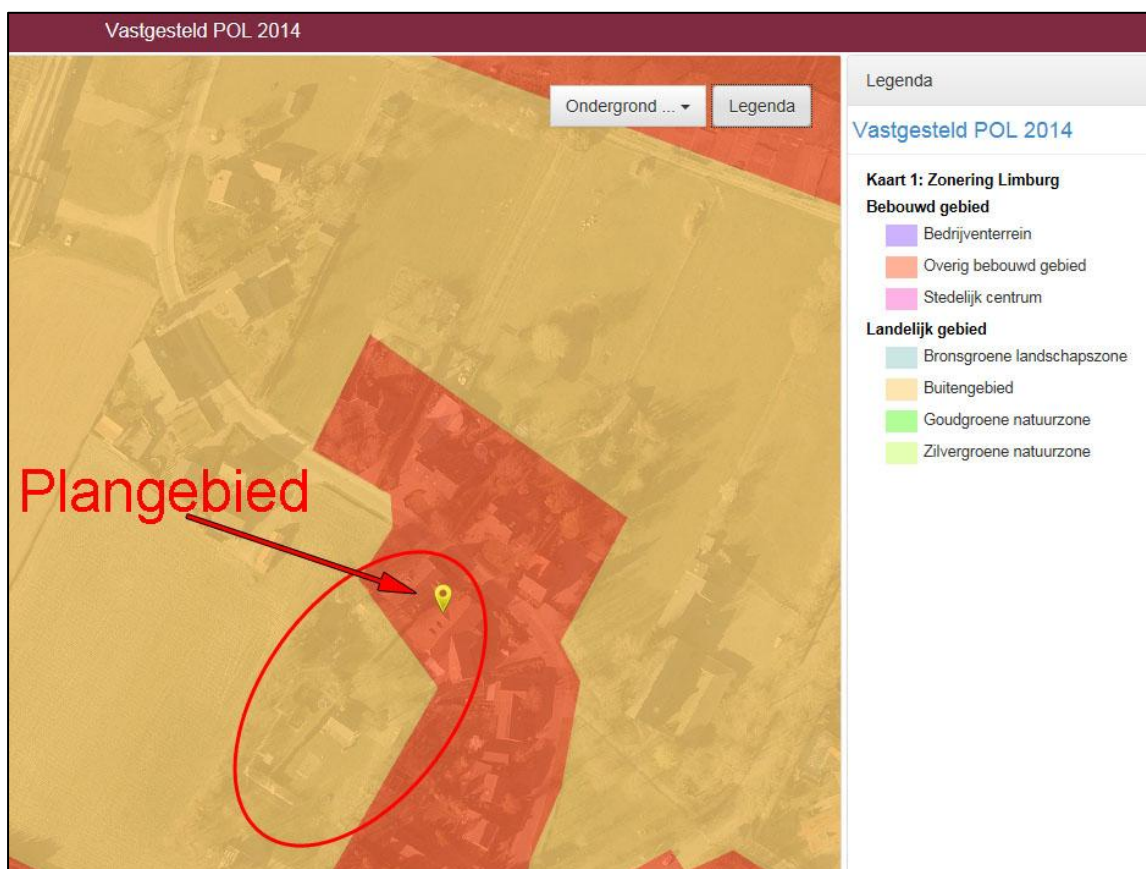 Vastgesteld POL 2014
Ondergrond ...
Legenda
Plangebied
Legenda
Vastgesteld POL 2014
Kaart 1: Zonering Limburg
Bebouwd gebied
Bedrijventerrein
Overig bebouwd gebied
Stedelijk centrum
Landelijk gebied
Bronsgroene landschapszone
Buitengebied
Goudgroene natuurzone
Zilvergroene natuurzone